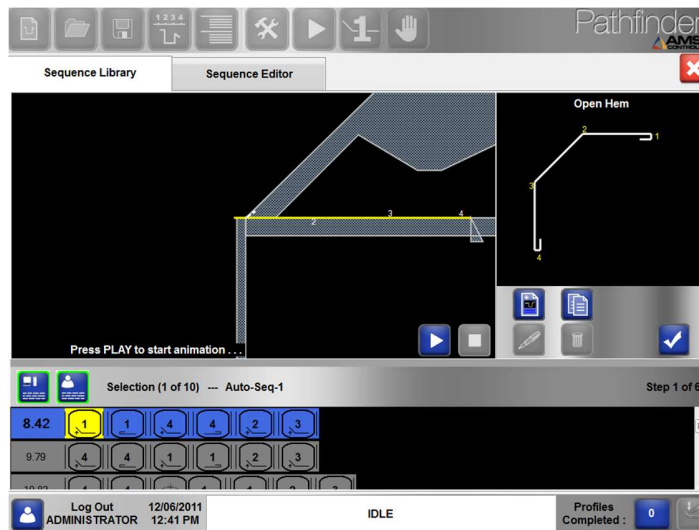 1234
Pathfinder
AMS
CONTROLS
Sequence Library
Sequence Editor
Open Hem
2
1
3
4
2
3
4
Press PLAY to start animation . . .
Selection (1 of 10) --- Auto-Seq-1
Step 1 of 6
8.42 1 1 4 4 2 3
9.79 4 4 1 1 2 3
Log Out
ADMINISTRATOR
12/06/2011
12:41 PM
IDLE
Profiles
Completed :
0